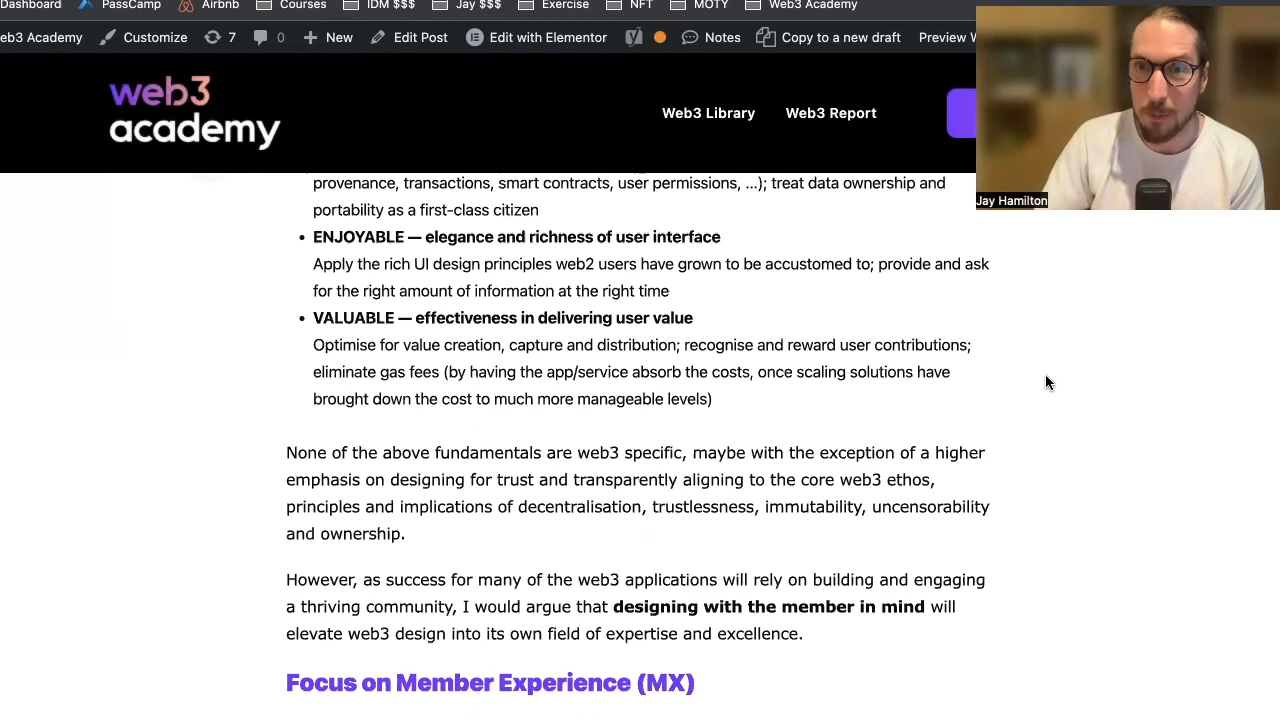 Dashboard PassCamp Airbnb Courses IDM $$$ Jay $$$ Exercise NFT MOTY Web3 Academy
eb3 Academy Customize 7 0 New Edit Post Edit with Elementor Notes Copy to a new draft Preview
web3
academy
Web3 Library Web3 Report
Jay Hamilton
provenance, transactions, smart contracts, user permissions, ...); treat data ownership and
portability as a first-class citizen
• ENJOYABLE — elegance and richness of user interface
Apply the rich UI design principles web2 users have grown to be accustomed to; provide and ask
for the right amount of information at the right time
• VALUABLE — effectiveness in delivering user value
Optimise for value creation, capture and distribution; recognise and reward user contributions;
eliminate gas fees (by having the app/service absorb the costs, once scaling solutions have
brought down the cost to much more manageable levels)
None of the above fundamentals are web3 specific, maybe with the exception of a higher
emphasis on designing for trust and transparently aligning to the core web3 ethos,
principles and implications of decentralisation, trustlessness, immutability, uncensorability
and ownership.
However, as success for many of the web3 applications will rely on building and engaging
a thriving community, I would argue that designing with the member in mind will
elevate web3 design into its own field of expertise and excellence.
Focus on Member Experience (MX)